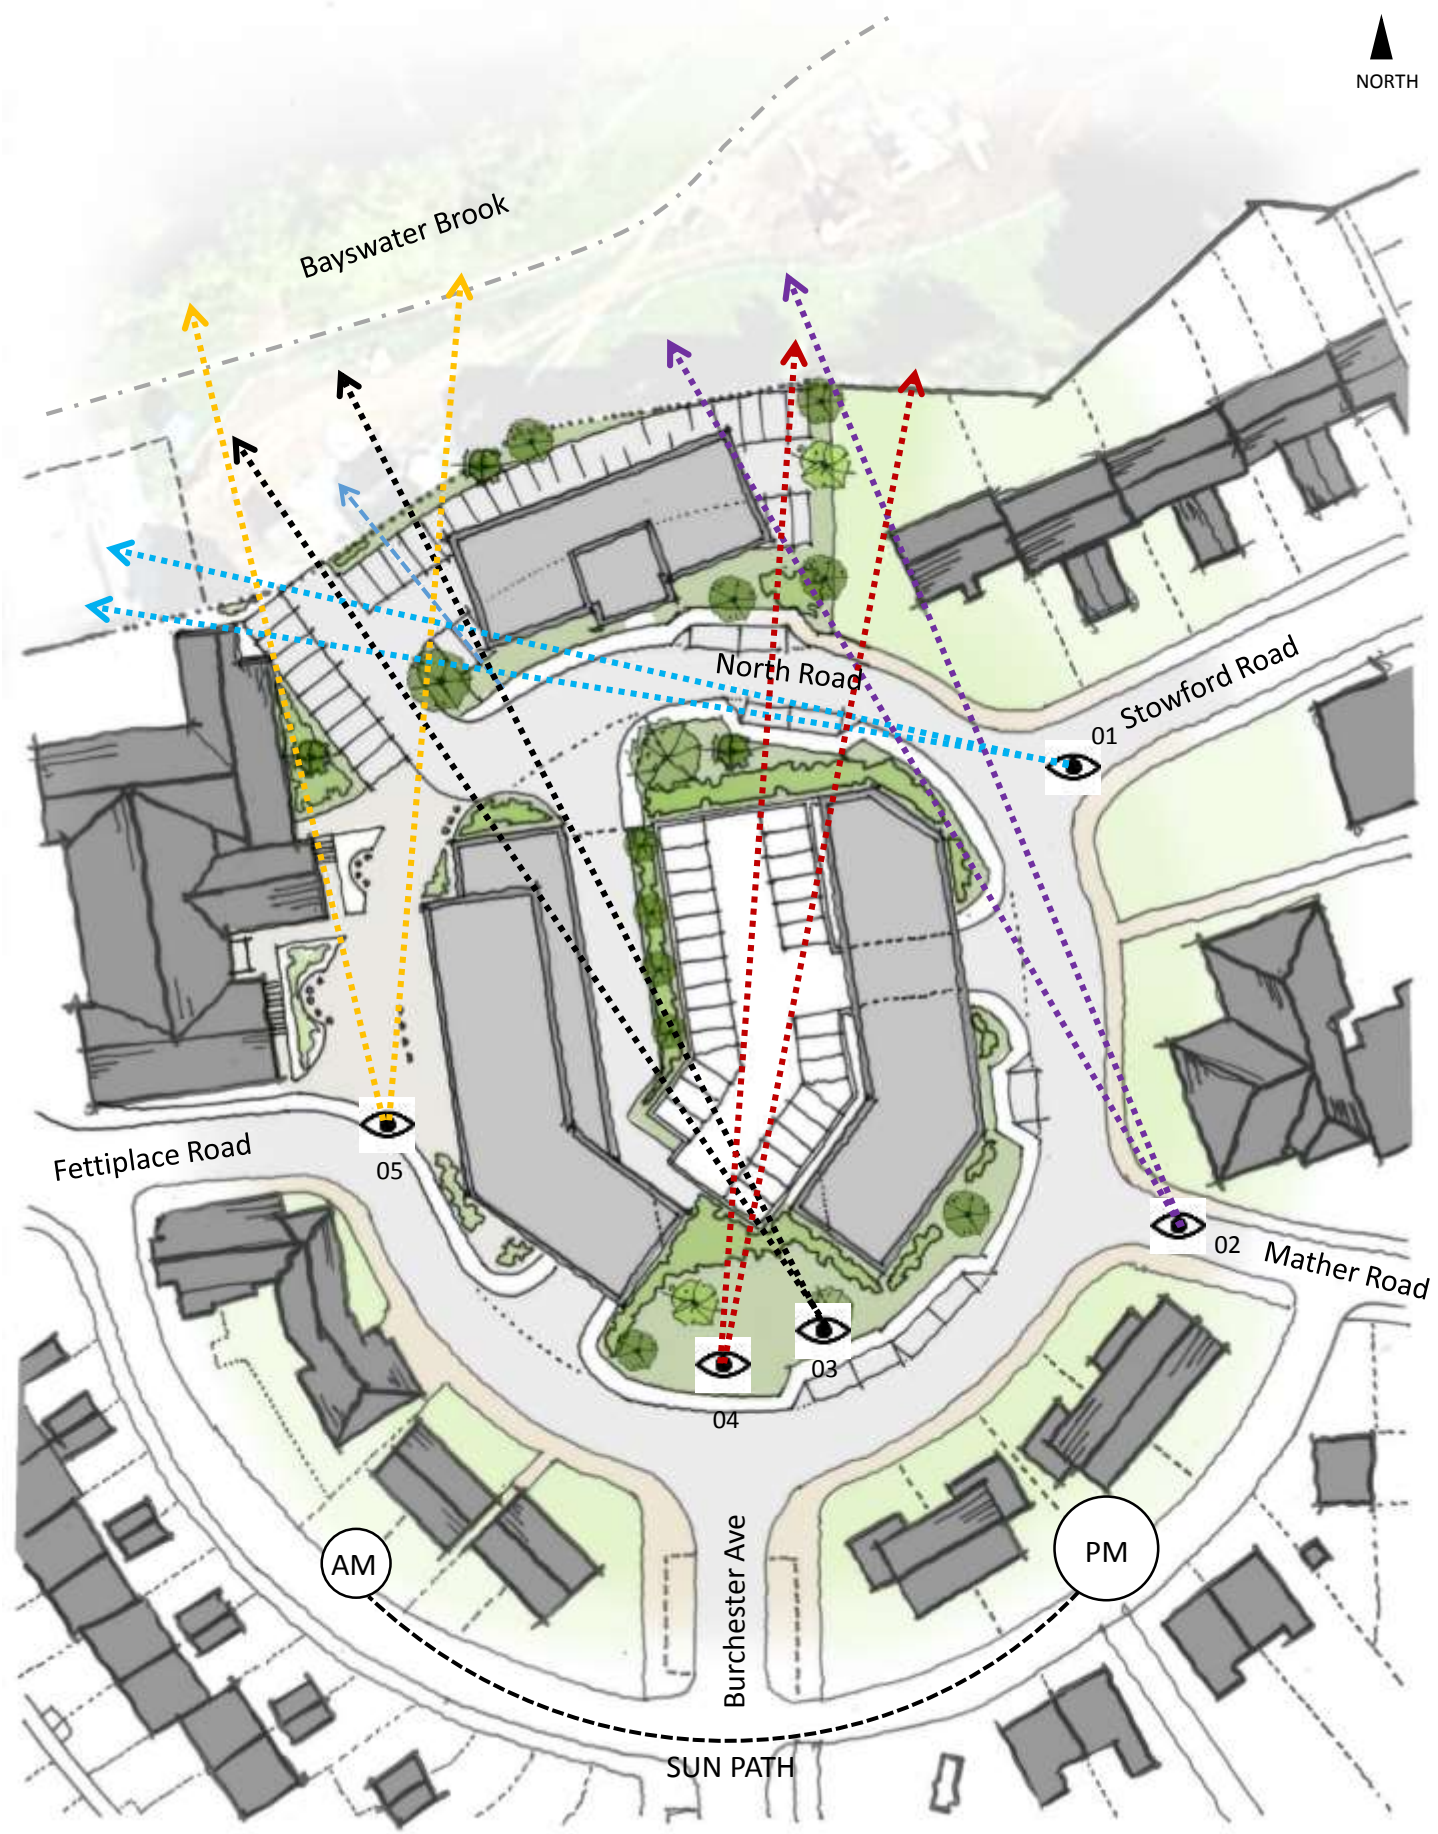 NORTH
Bayswater Brook
North Road
Stowford Road
01
Fettiplace Road
05
02
Mather Road
03
04
AM
PM
Burchester Ave
SUN PATH